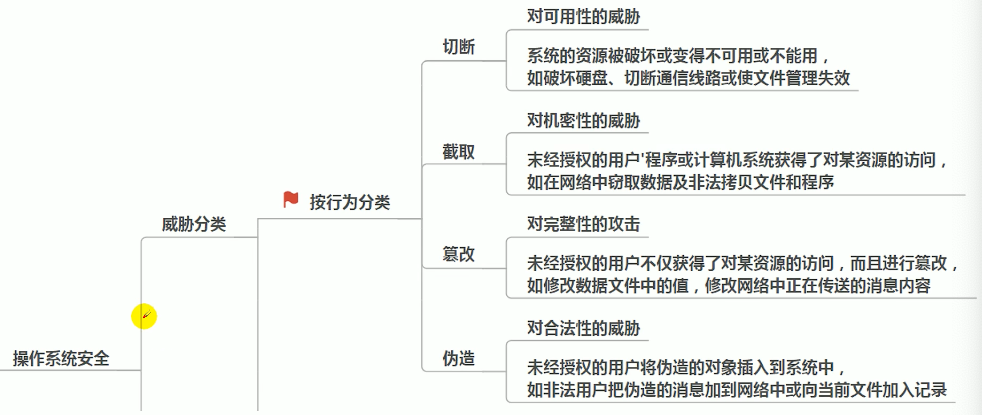 操作系统安全
威胁分类
按行为分类
切断
对可用性的威胁
系统的资源被破坏或变得不可用或不能用，
如破坏硬盘、切断通信线路或使文件管理失效
截取
对机密性的威胁
未经授权的用户'程序或计算机系统获得了对某资源的访问，
如在网络中窃取数据及非法拷贝文件和程序
篡改
对完整性的攻击
未经授权的用户不仅获得了对某资源的访问，而且进行篡改，
如修改数据文件中的值，修改网络中正在传送的消息内容
伪造
对合法性的威胁
未经授权的用户将伪造的对象插入到系统中，
如非法用户把伪造的消息加到网络中或向当前文件加入记录